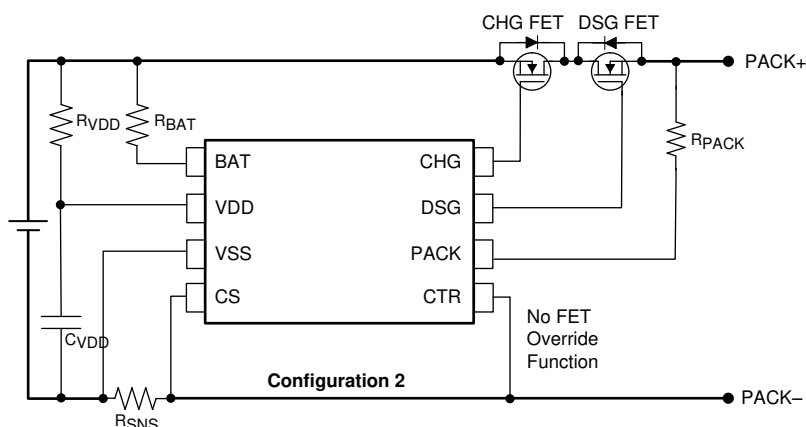 CHG FET DSG FET
PACK+
RVDD
RBAT
RPACK
BAT
CHG
VDD
DSG
VSS
PACK
CS
CTR
No FET
Override
Function
CVDD
Configuration 2
PACK–
RSNS